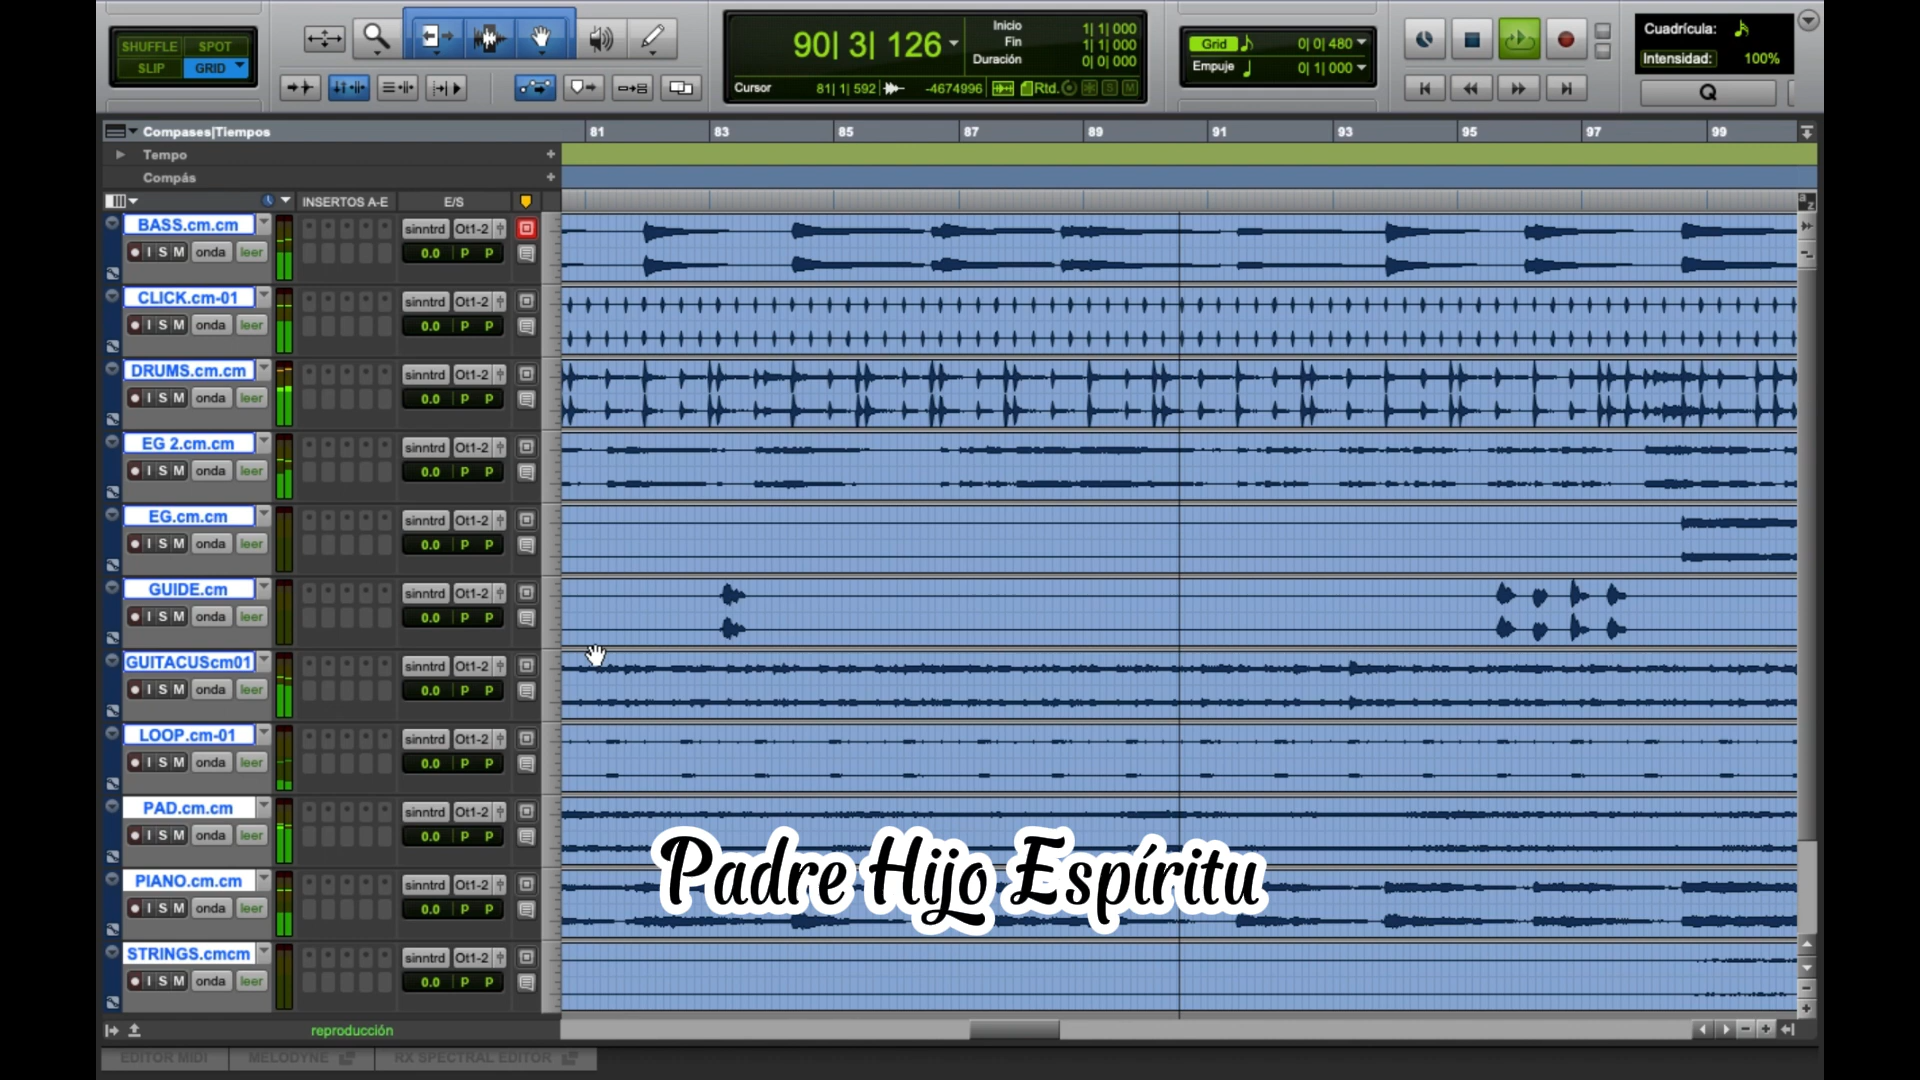 SHUFFLE SPOT
SLIP GRID
90| 3| 126
Inicio 1| 1| 000
Fin 1| 1| 000
Duración 0| 0| 000
Cursor 81| 1| 592 -4674996 Rtd. S M
Grid 0| 0| 480
Empuje 0| 1| 000
Cuadrícula:
Intensidad: 100%
Q
Compases|Tiempos 81 83 85 87 89 91 93 95 97 99
Tempo
Compás
INSERTOS A-E E/S
BASS.cm.cm sinntrd Ot1-2
I S M onda leer 0.0 P P
CLICK.cm-01 sinntrd Ot1-2
I S M onda leer 0.0 P P
DRUMS.cm.cm sinntrd Ot1-2
I S M onda leer 0.0 P P
EG 2.cm.cm sinntrd Ot1-2
I S M onda leer 0.0 P P
EG.cm.cm sinntrd Ot1-2
I S M onda leer 0.0 P P
GUIDE.cm sinntrd Ot1-2
I S M onda leer 0.0 P P
GUITACUScm01 sinntrd Ot1-2
I S M onda leer 0.0 P P
LOOP.cm-01 sinntrd Ot1-2
I S M onda leer 0.0 P P
PAD.cm.cm sinntrd Ot1-2
I S M onda leer 0.0 P P
Padre Hijo Espíritu
PIANO.cm.cm sinntrd Ot1-2
I S M onda leer 0.0 P P
STRINGS.cmcm sinntrd Ot1-2
I S M onda leer 0.0 P P
reproducción
EDITOR MIDI MELODYNE RX SPECTRAL EDITOR